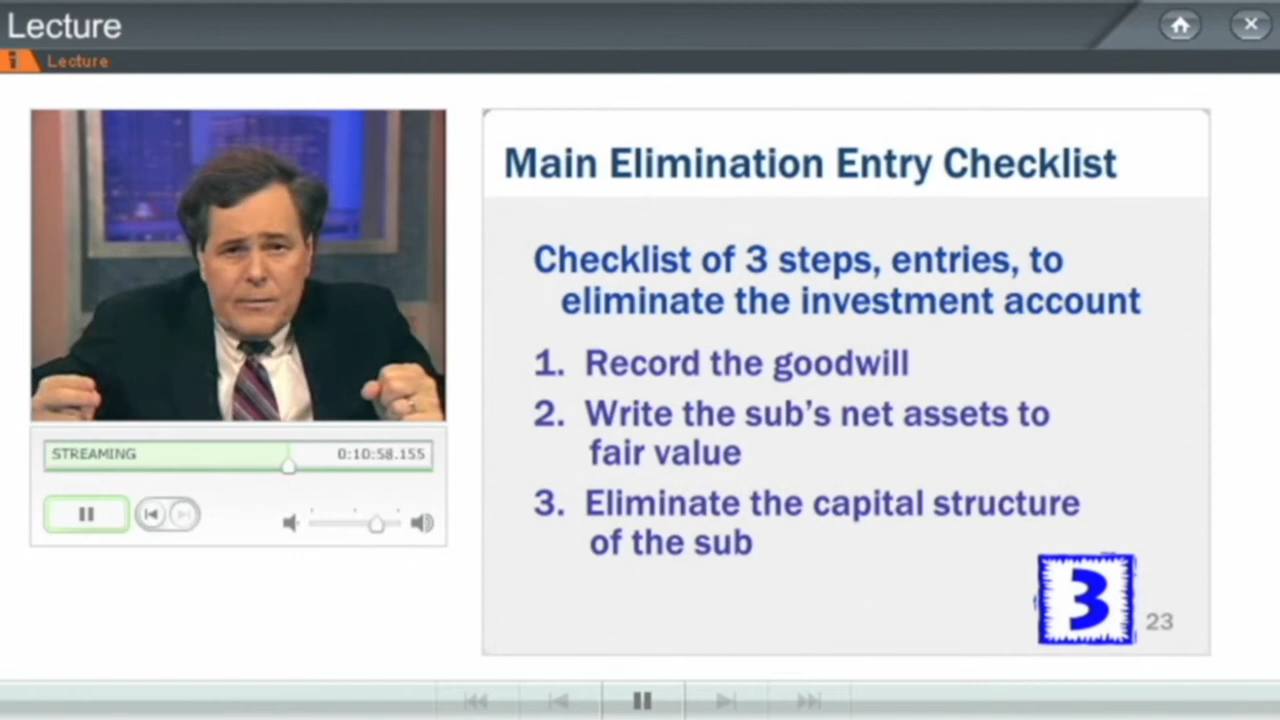 Lecture
i Lecture
Main Elimination Entry Checklist
Checklist of 3 steps, entries, to
eliminate the investment account
1. Record the goodwill
2. Write the sub's net assets to
fair value
3. Eliminate the capital structure
of the sub
3
23
STREAMING 0:10:58.155